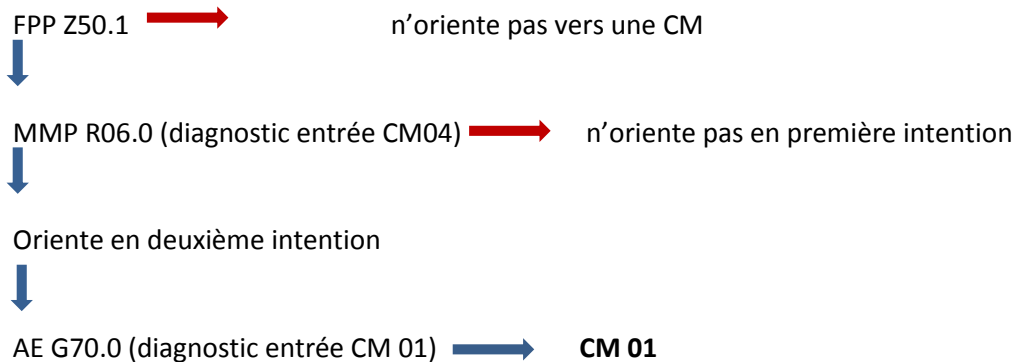 FPP Z50.1 n’oriente pas vers une CM
MMP R06.0 (diagnostic entrée CM04) n’oriente pas en première intention
Oriente en deuxième intention
AE G70.0 (diagnostic entrée CM 01) CM 01